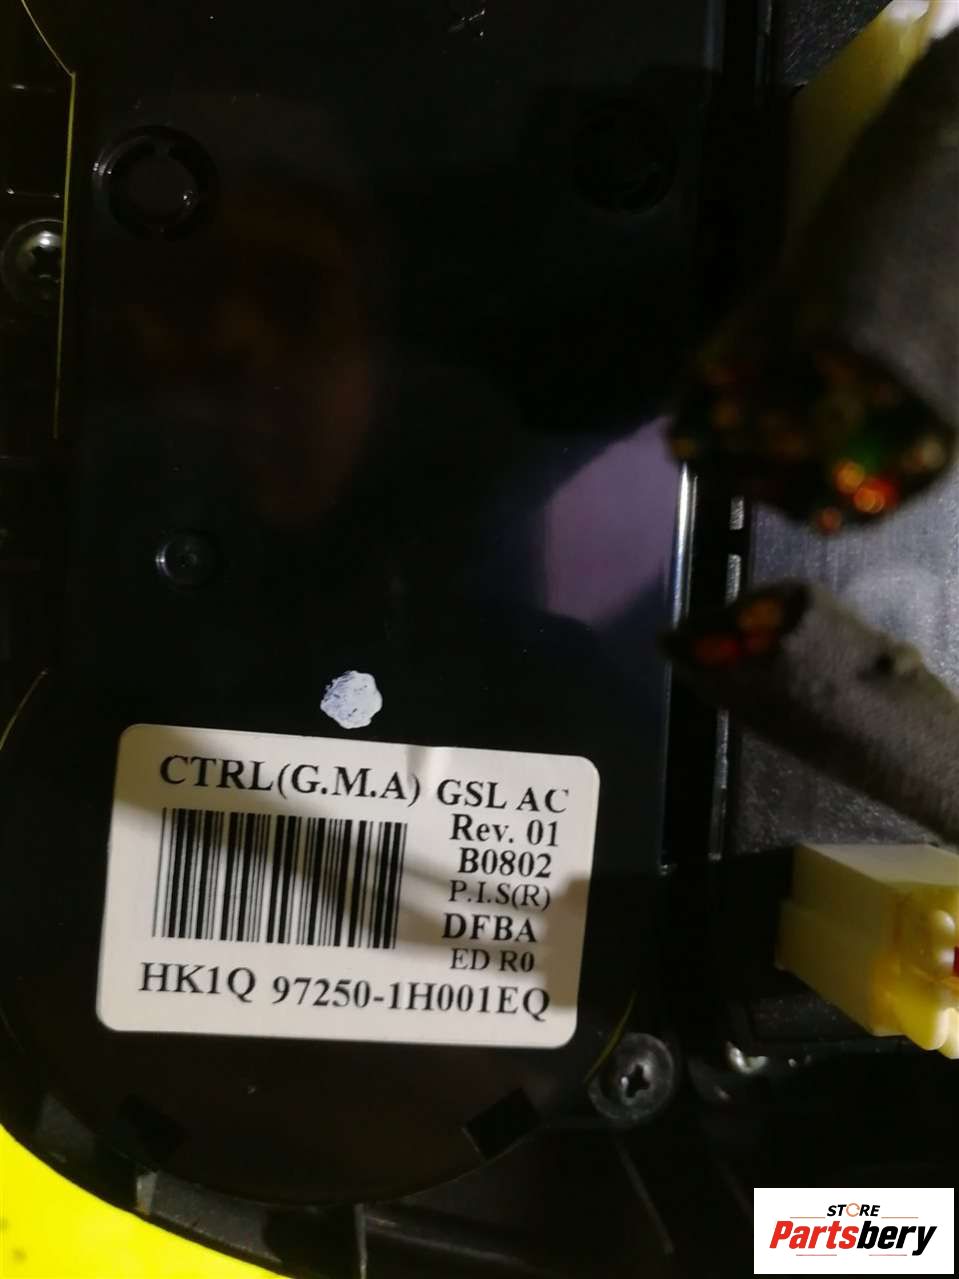 CTRL(G.M.A) GSL AC
Rev. 01
B0802
P.I.S(R)
DFBA
ED R0
HK1Q 97250-1H001EQ
STORE
Partsbery